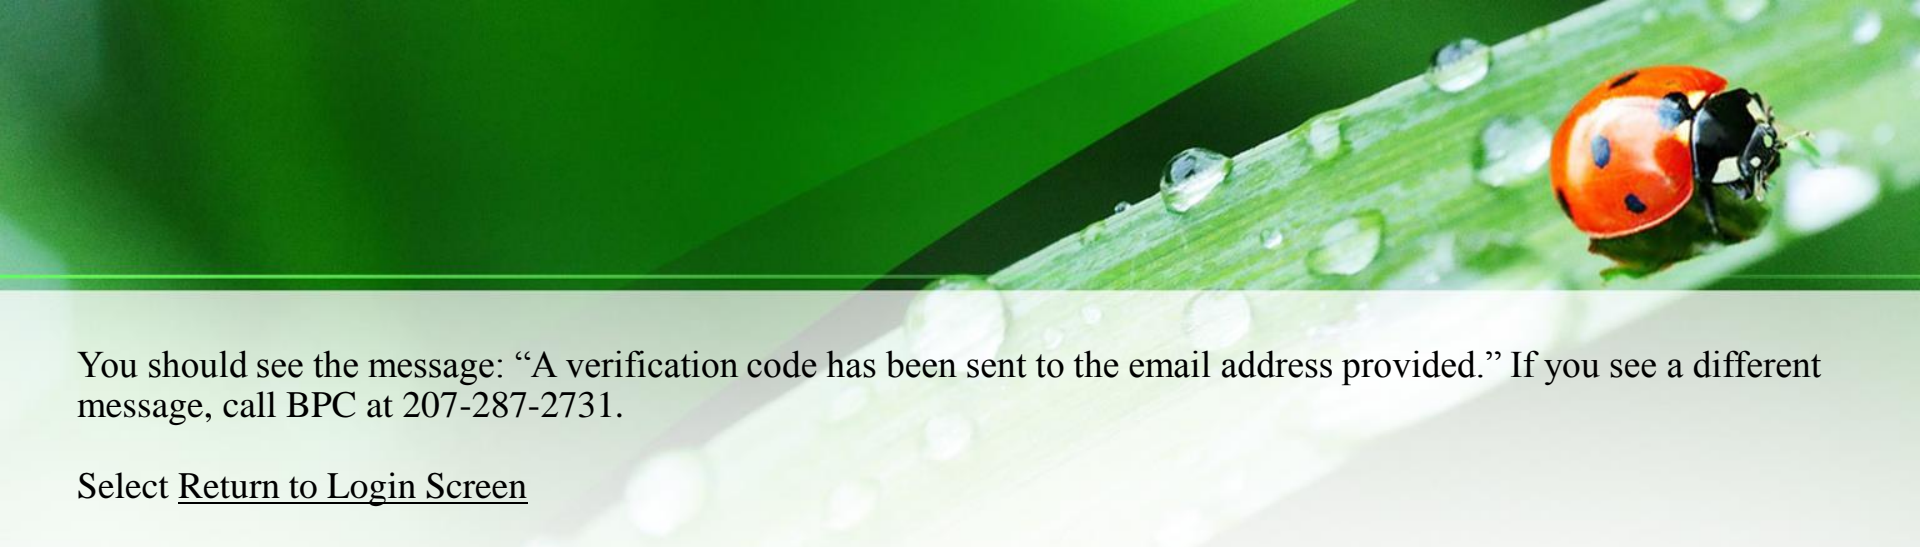 You should see the message: “A verification code has been sent to the email address provided.” If you see a different
message, call BPC at 207-287-2731.
Select Return to Login Screen